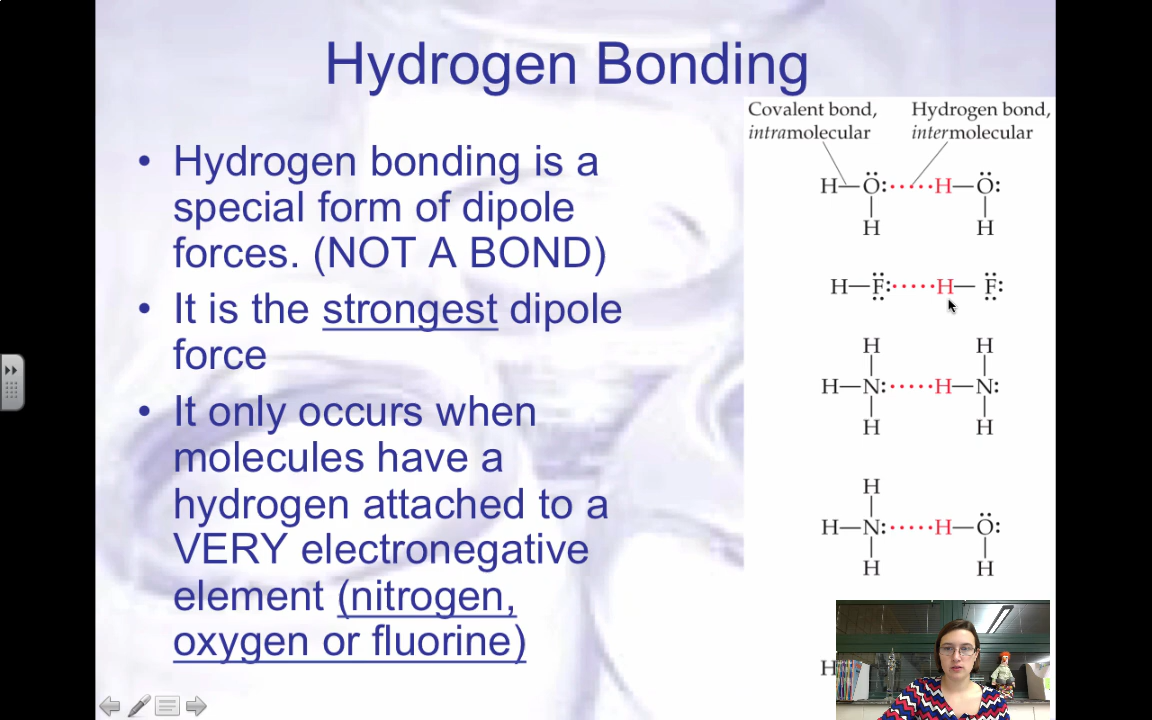 Hydrogen Bonding
• Hydrogen bonding is a
special form of dipole
forces. (NOT A BOND)
• It is the strongest dipole
force
• It only occurs when
molecules have a
hydrogen attached to a
VERY electronegative
element (nitrogen,
oxygen or fluorine)
Covalent bond,
intramolecular
Hydrogen bond,
intermolecular
H—Ö:·····H—Ö:
H H
H—F:·····H— F:
H H
H—N:·····H—N:
H H
H
H—N:·····H—Ö:
H H
H